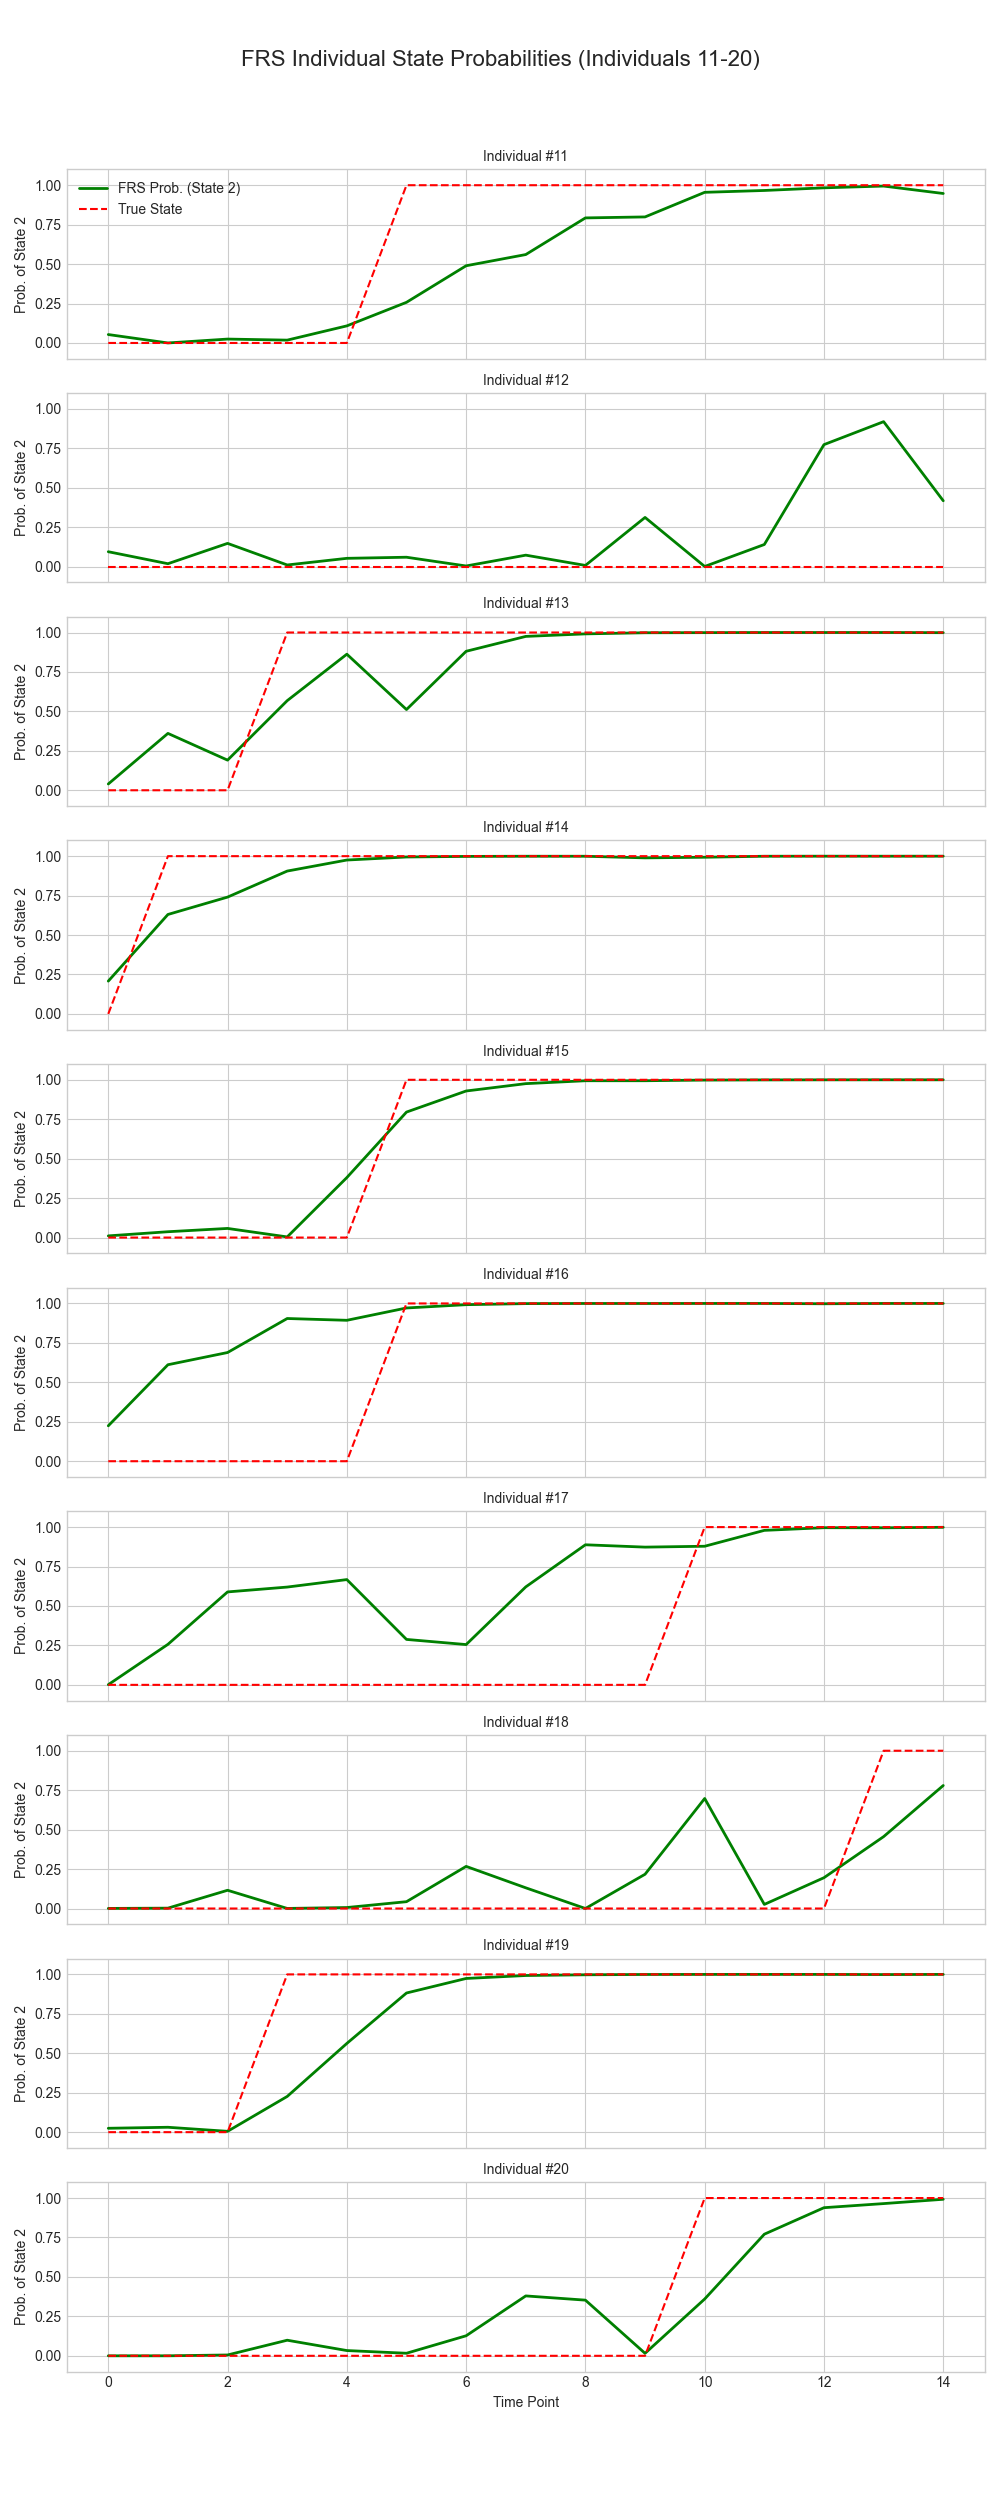 FRS Individual State Probabilities (Individuals 11-20)
Individual #11
FRS Prob. (State 2)
True State
Prob. of State 2
1.00
0.75
0.50
0.25
0.00
Individual #12
Prob. of State 2
1.00
0.75
0.50
0.25
0.00
Individual #13
Prob. of State 2
1.00
0.75
0.50
0.25
0.00
Individual #14
Prob. of State 2
1.00
0.75
0.50
0.25
0.00
Individual #15
Prob. of State 2
1.00
0.75
0.50
0.25
0.00
Individual #16
Prob. of State 2
1.00
0.75
0.50
0.25
0.00
Individual #17
Prob. of State 2
1.00
0.75
0.50
0.25
0.00
Individual #18
Prob. of State 2
1.00
0.75
0.50
0.25
0.00
Individual #19
Prob. of State 2
1.00
0.75
0.50
0.25
0.00
Individual #20
Prob. of State 2
1.00
0.75
0.50
0.25
0.00
0 2 4 6 8 10 12 14
Time Point